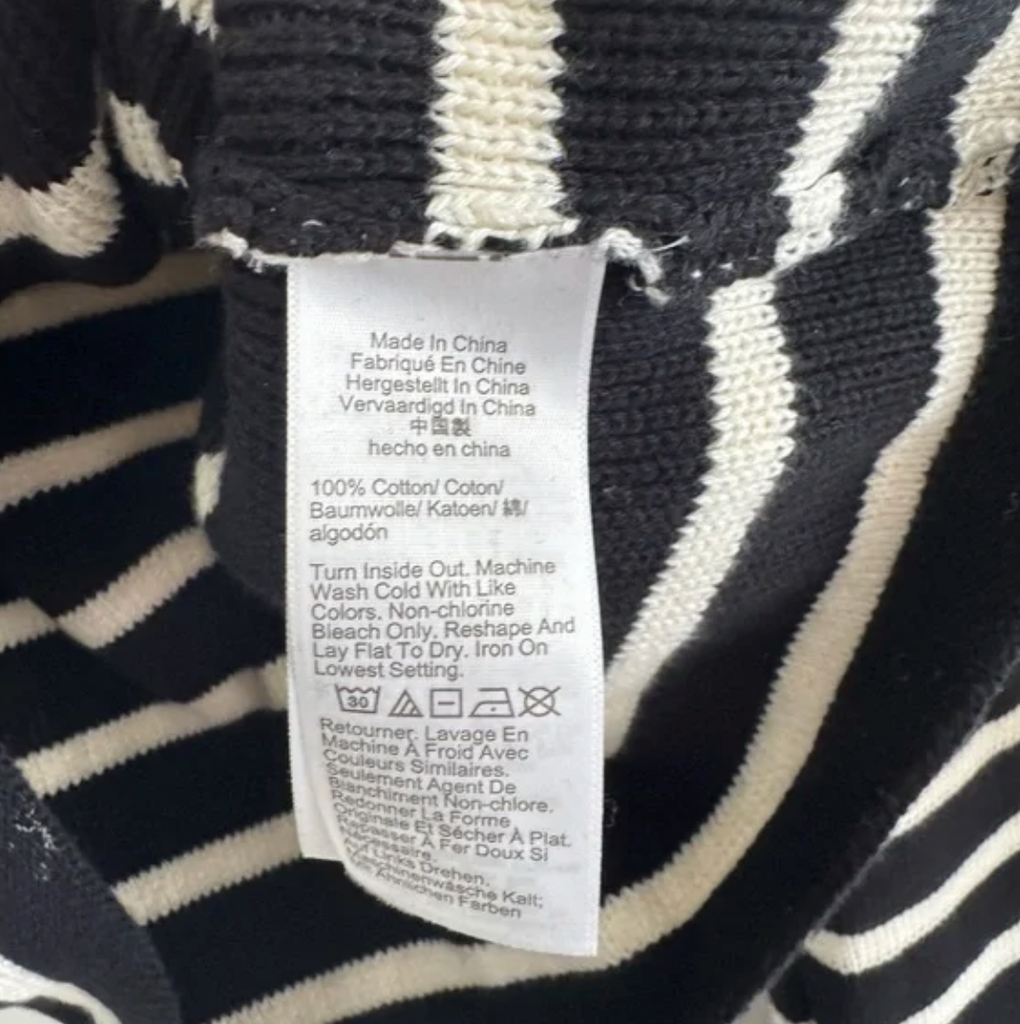 Made In China
Fabriqué En Chine
Hergestellt In China
Vervaardigd In China
中国製
hecho en china
100% Cotton/ Coton/
Baumwolle/ Katoen/ 綿/
algodón
Turn Inside Out. Machine
Wash Cold With Like
Colors. Non-chlorine
Bleach Only. Reshape And
Lay Flat To Dry. Iron On
Lowest Setting.
30
Retourner. Lavage En
Machine À Froid Avec
Couleurs Similaires.
Seulement Agent De
Blanchiment Non-chlore.
Redonner La Forme
Originale Et Sécher À Plat.
Repasser À Fer Doux Si
Nécessaire.
Auf Links Drehen.
Maschinenwäsche Kalt;
Ähnlichen Farben